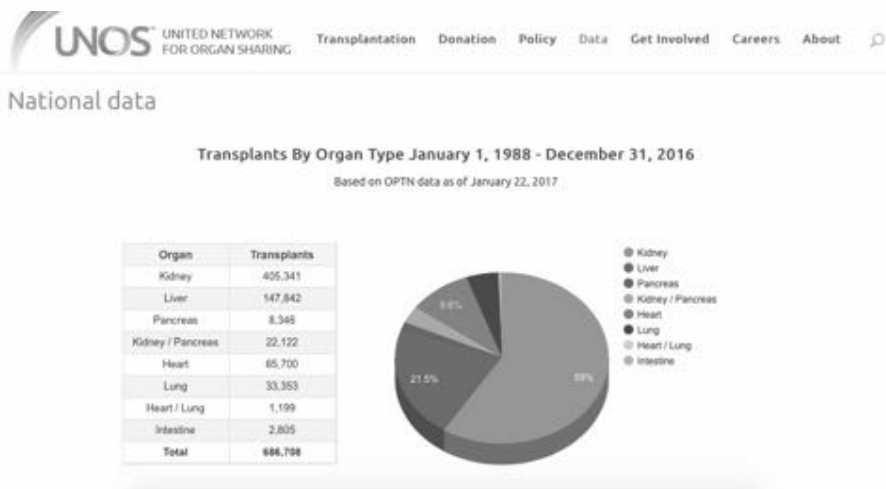 UNOS UNITED NETWORK
FOR ORGAN SHARING
Transplantation Donation Policy Data Get Involved Careers About
National data
Transplants By Organ Type January 1, 1988 - December 31, 2016
Based on OPTN data as of January 22, 2017
Organ Transplants
Kidney 405,341
Liver 147,842
Pancreas 8,346
Kidney / Pancreas 22,122
Heart 65,700
Lung 33,353
Heart / Lung 1,199
Intestine 2,805
Total 686,708
9.6%
21.5%
59%
Kidney
Liver
Pancreas
Kidney / Pancreas
Heart
Lung
Heart / Lung
Intestine